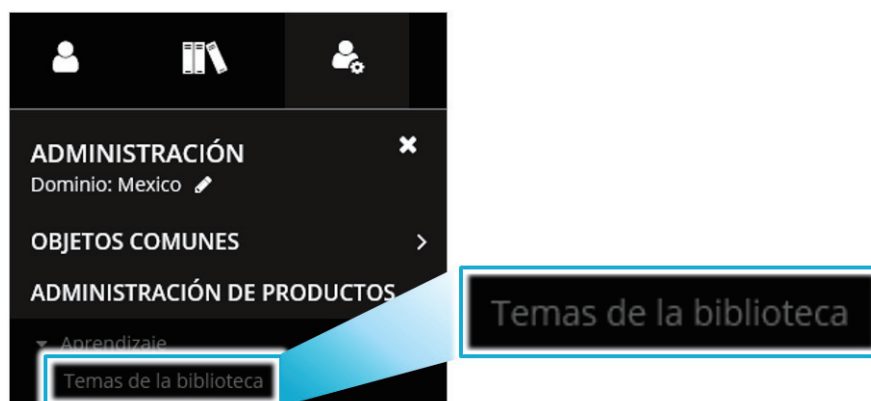 ADMINISTRACIÓN
Dominio: Mexico
OBJETOS COMUNES
ADMINISTRACIÓN DE PRODUCTOS
Aprendizaje
Temas de la biblioteca
Temas de la biblioteca